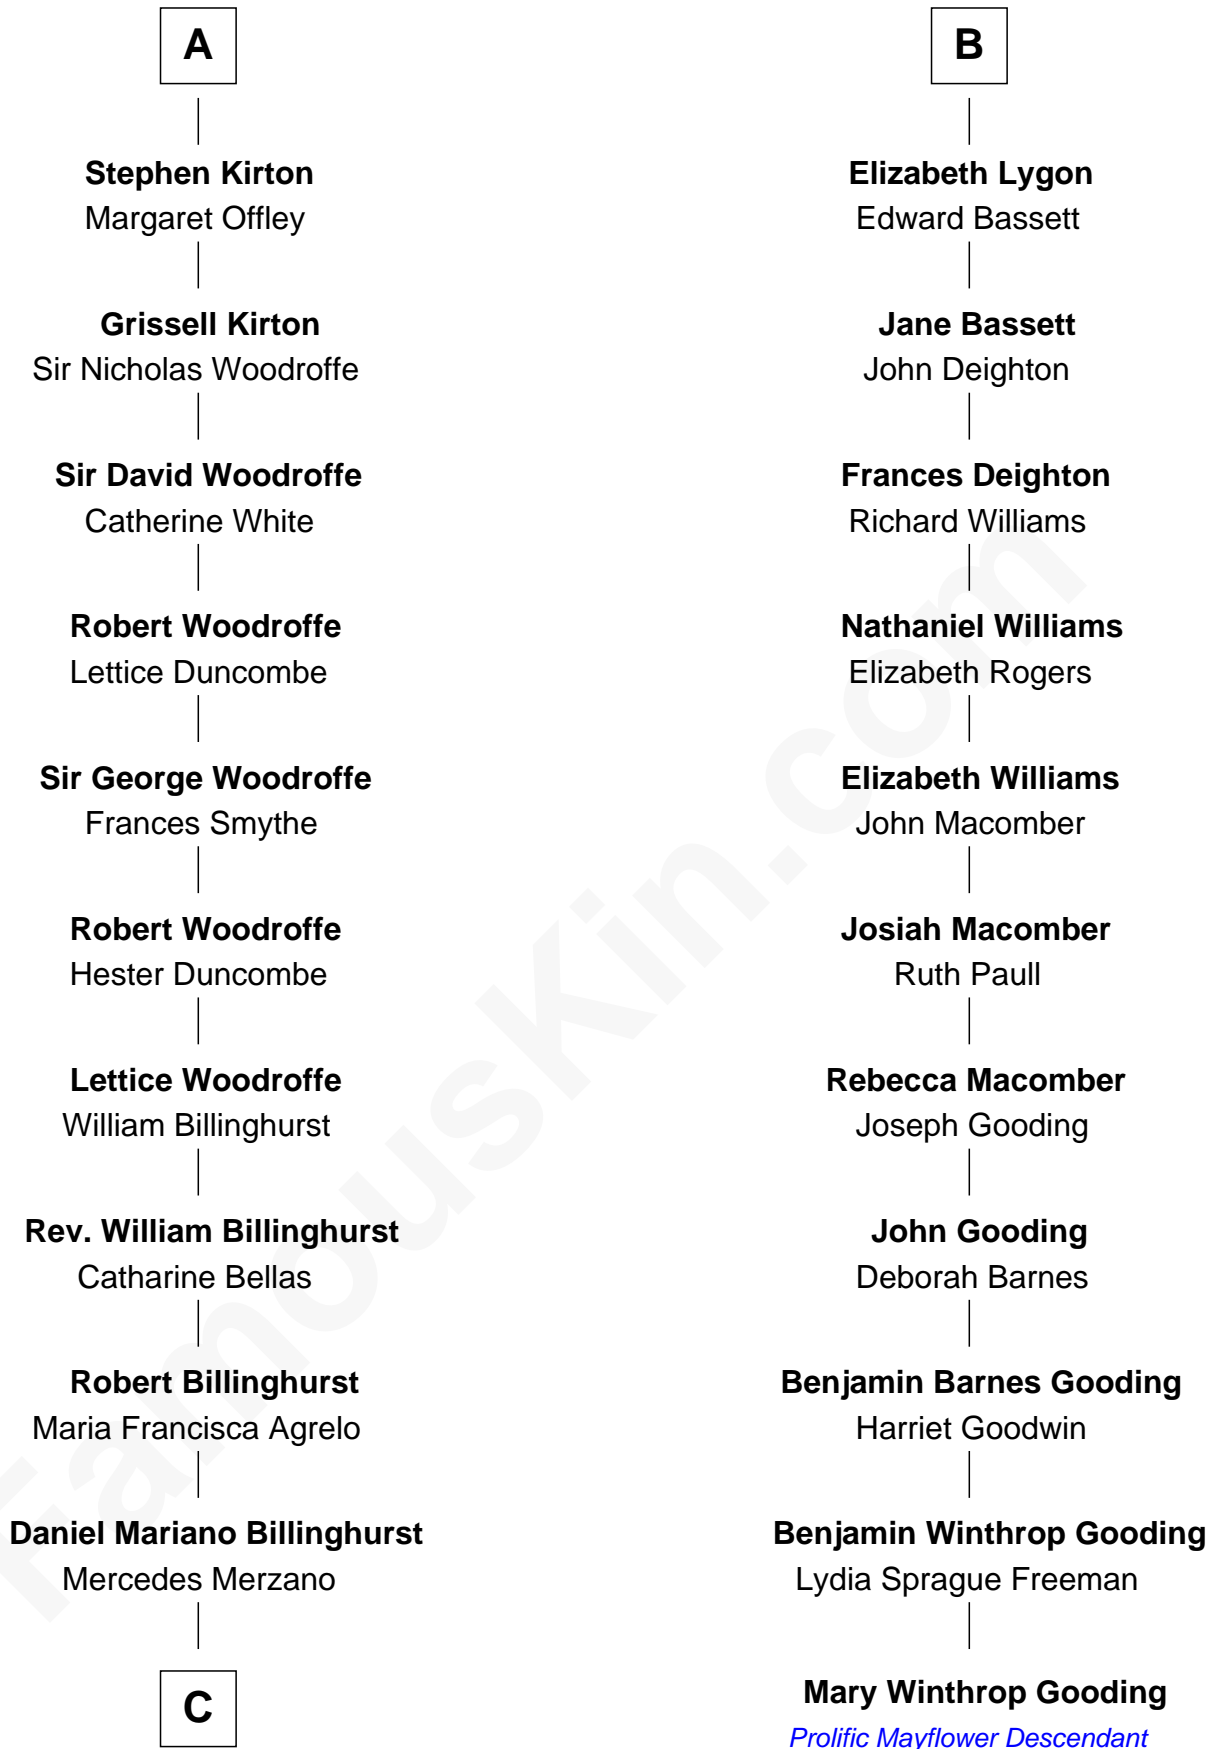 A
Stephen Kirton
Margaret Offley
Grissell Kirton
Sir Nicholas Woodroffe
Sir David Woodroffe
Catherine White
Robert Woodroffe
Lettice Duncombe
Sir George Woodroffe
Frances Smythe
Robert Woodroffe
Hester Duncombe
Lettice Woodroffe
William Billinghurst
Rev. William Billinghurst
Catharine Bellas
Robert Billinghurst
Maria Francisca Agrelo
Daniel Mariano Billinghurst
Mercedes Merzano
C
B
Elizabeth Lygon
Edward Bassett
Jane Bassett
John Deighton
Frances Deighton
Richard Williams
Nathaniel Williams
Elizabeth Rogers
Elizabeth Williams
John Macomber
Josiah Macomber
Ruth Paull
Rebecca Macomber
Joseph Gooding
John Gooding
Deborah Barnes
Benjamin Barnes Gooding
Harriet Goodwin
Benjamin Winthrop Gooding
Lydia Sprague Freeman
Mary Winthrop Gooding
Prolific Mayflower Descendant
FamousKin.com